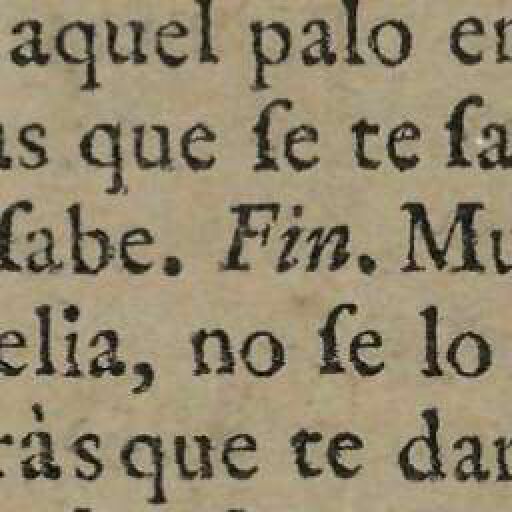 aquel palo en
as que ſe te ſa
ſabe. Fin. Mu
elia, no ſe lo
ràs que te dar